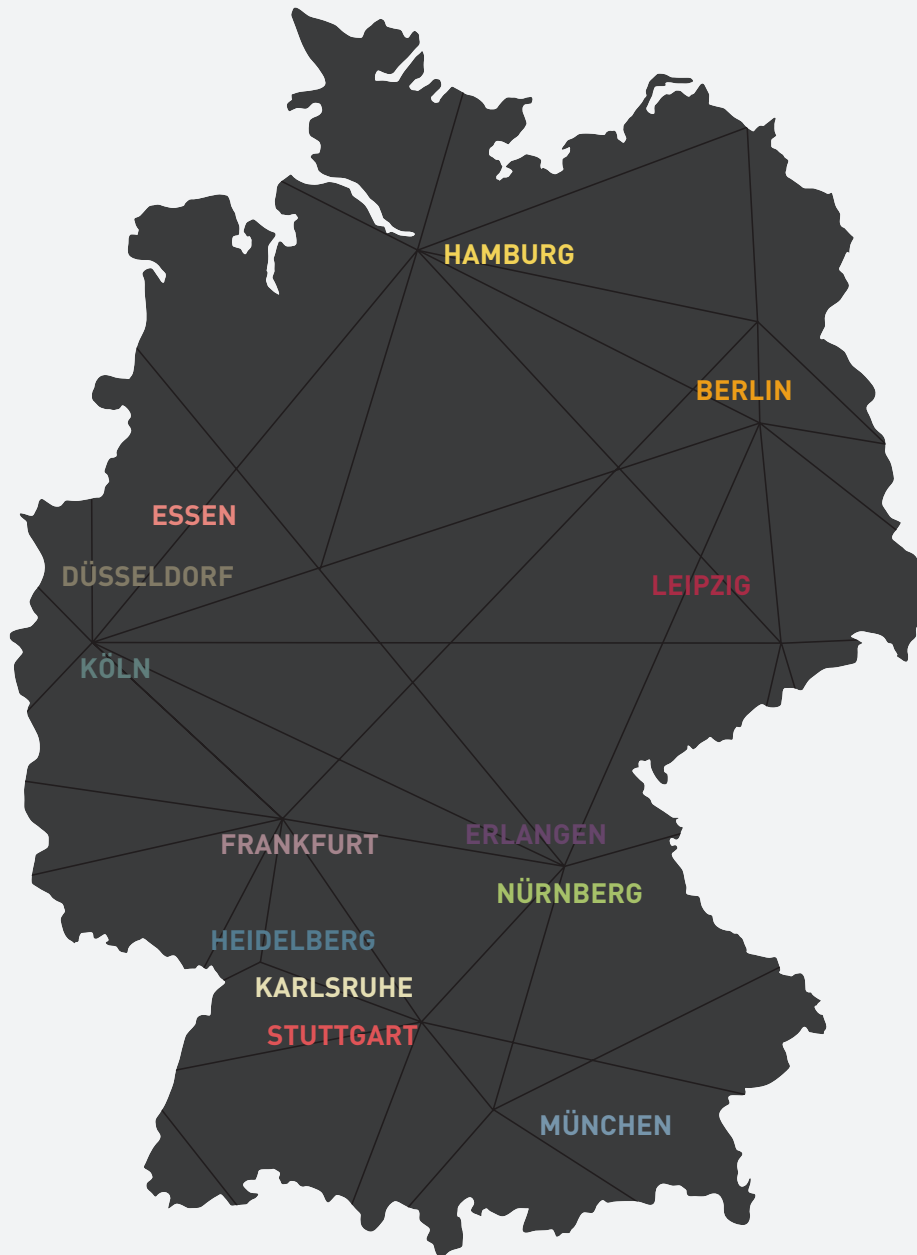 HAMBURG
BERLIN
ESSEN
DÜSSELDORF
LEIPZIG
KÖLN
ERLANGEN
FRANKFURT
NÜRNBERG
HEIDELBERG
KARLSRUHE
STUTTGART
MÜNCHEN